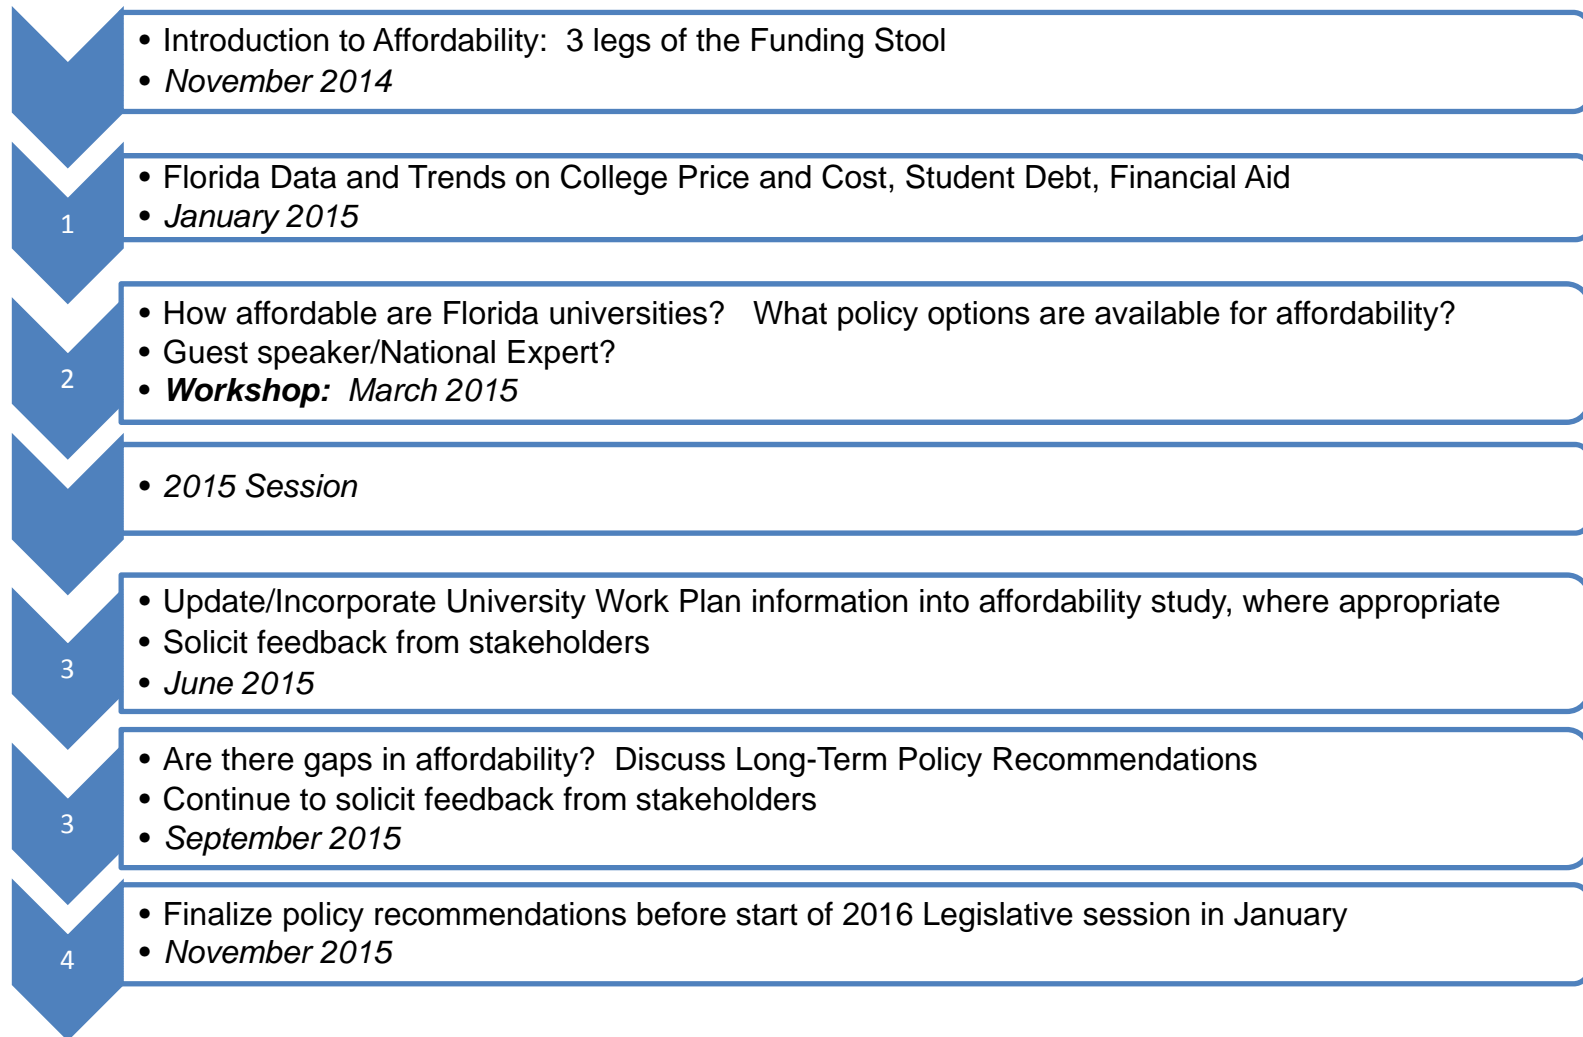 • Introduction to Affordability:  3 legs of the Funding Stool
• November 2014
1
• Florida Data and Trends on College Price and Cost, Student Debt, Financial Aid
• January 2015
2
• How affordable are Florida universities?   What policy options are available for affordability?
• Guest speaker/National Expert?
• Workshop:  March 2015
• 2015 Session
3
• Update/Incorporate University Work Plan information into affordability study, where appropriate
• Solicit feedback from stakeholders
• June 2015
3
• Are there gaps in affordability?  Discuss Long-Term Policy Recommendations
• Continue to solicit feedback from stakeholders
• September 2015
4
• Finalize policy recommendations before start of 2016 Legislative session in January
• November 2015